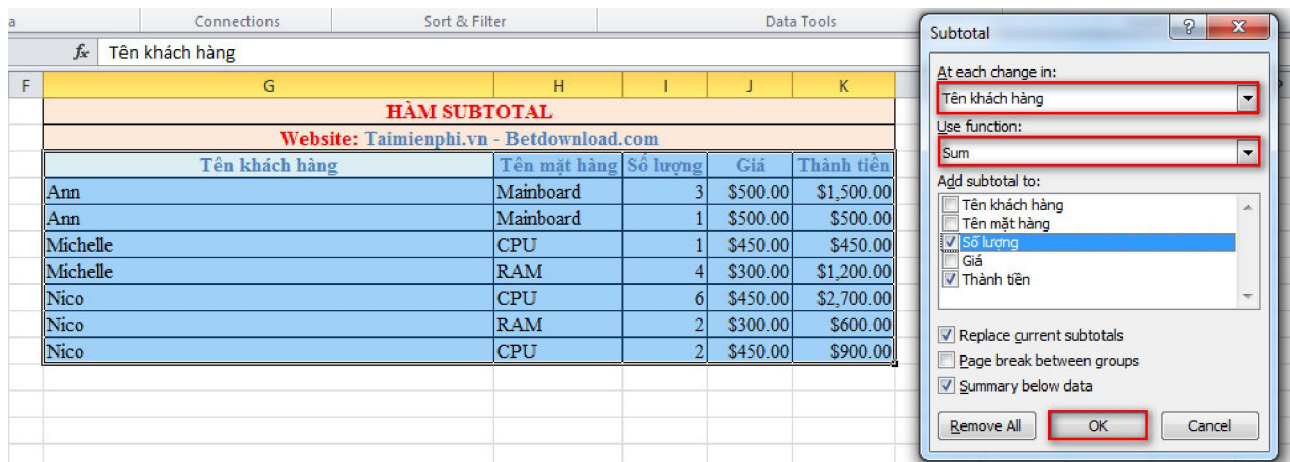 a Connections Sort & Filter Data Tools
fx Tên khách hàng
F G H I J K
HÀM SUBTOTAL
Website: Taimienphi.vn - Betdownload.com
Tên khách hàng Tên mặt hàng Số lượng Giá Thành tiền
Ann Mainboard 3 $500.00 $1,500.00
Ann Mainboard 1 $500.00 $500.00
Michelle CPU 1 $450.00 $450.00
Michelle RAM 4 $300.00 $1,200.00
Nico CPU 6 $450.00 $2,700.00
Nico RAM 2 $300.00 $600.00
Nico CPU 2 $450.00 $900.00
Subtotal
At each change in:
Tên khách hàng
Use function:
Sum
Add subtotal to:
Tên khách hàng
Tên mặt hàng
Số lượng
Giá
Thành tiền
Replace current subtotals
Page break between groups
Summary below data
Remove All OK Cancel